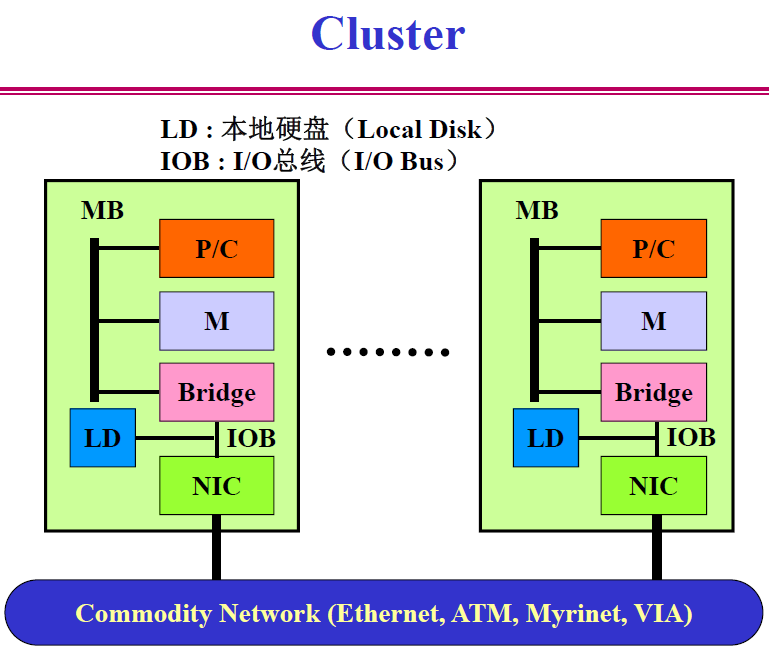 Cluster
LD : 本地硬盘（Local Disk）
IOB : I/O总线（I/O Bus）
MB
P/C
M
Bridge
LD
IOB
NIC
MB
P/C
M
Bridge
LD
IOB
NIC
Commodity Network (Ethernet, ATM, Myrinet, VIA)